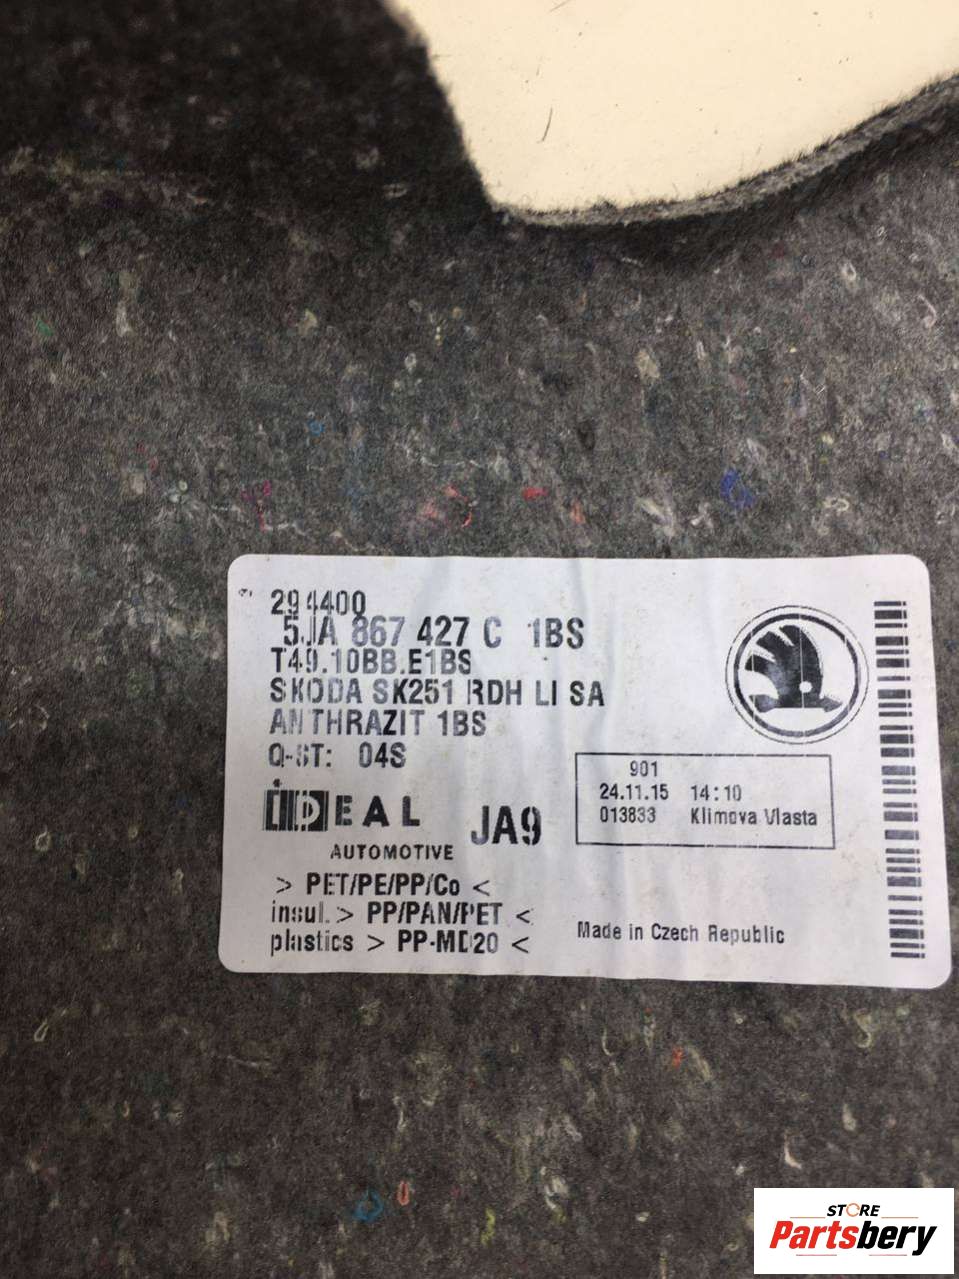 294400
5JA 867 427 C 1BS
T49.10BB.E1BS
SKODA SK251 RDH LI SA
ANTHRAZIT 1BS
Q-ST: 04S
IDEAL
AUTOMOTIVE
JA9
901
24.11.15 14:10
013833 Klimova Vlasta
> PET/PE/PP/Co <
insul.> PP/PAN/PET <
plastics > PP-MD20 <
Made in Czech Republic
STORE
Partsbery